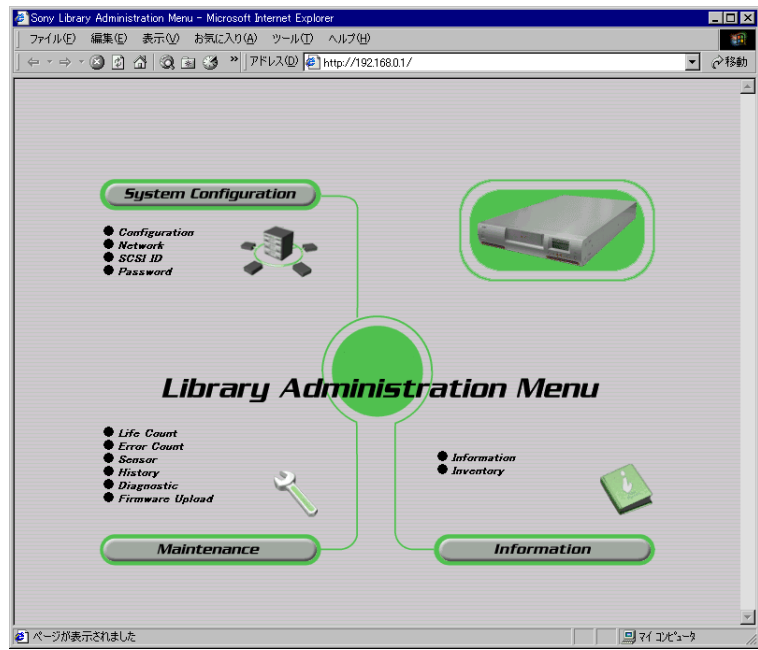 Sony Library Administration Menu - Microsoft Internet Explorer
ファイル(F) 編集(E) 表示(V) お気に入り(A) ツール(T) ヘルプ(H)
» アドレス(D) http://192.168.0.1/ 移動
System Configuration
Configuration
Network
SCSI ID
Password
Library Administration Menu
Life Count
Error Count
Sensor
History
Diagnostic
Firmware Upload
Information
Inventory
Maintenance
Information
ページが表示されました マイ コンピュータ